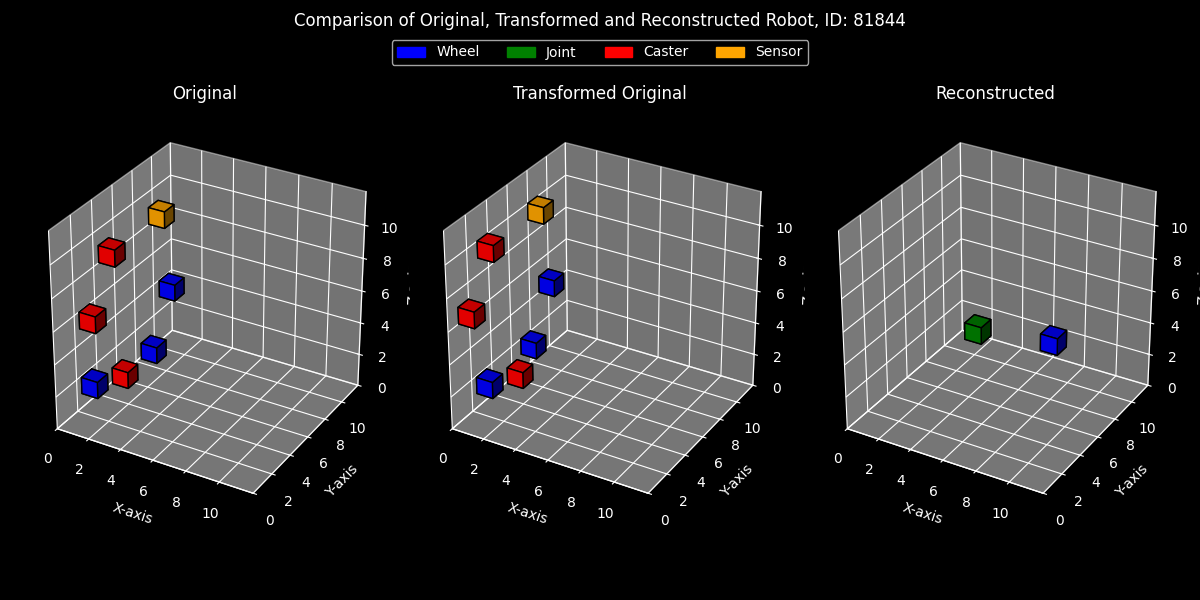 Comparison of Original, Transformed and Reconstructed Robot, ID: 81844
Wheel Joint Caster Sensor
Original Transformed Original Reconstructed
10 10 10
8 8 8
6 6 6
4 4 4
2 2 2
0 0 0
0 2 4 6 8 10
X-axis
0 2 4 6 8 10
Y-axis
0 2 4 6 8 10
X-axis
0 2 4 6 8 10
Y-axis
0 2 4 6 8 10
X-axis
0 2 4 6 8 10
Y-axis